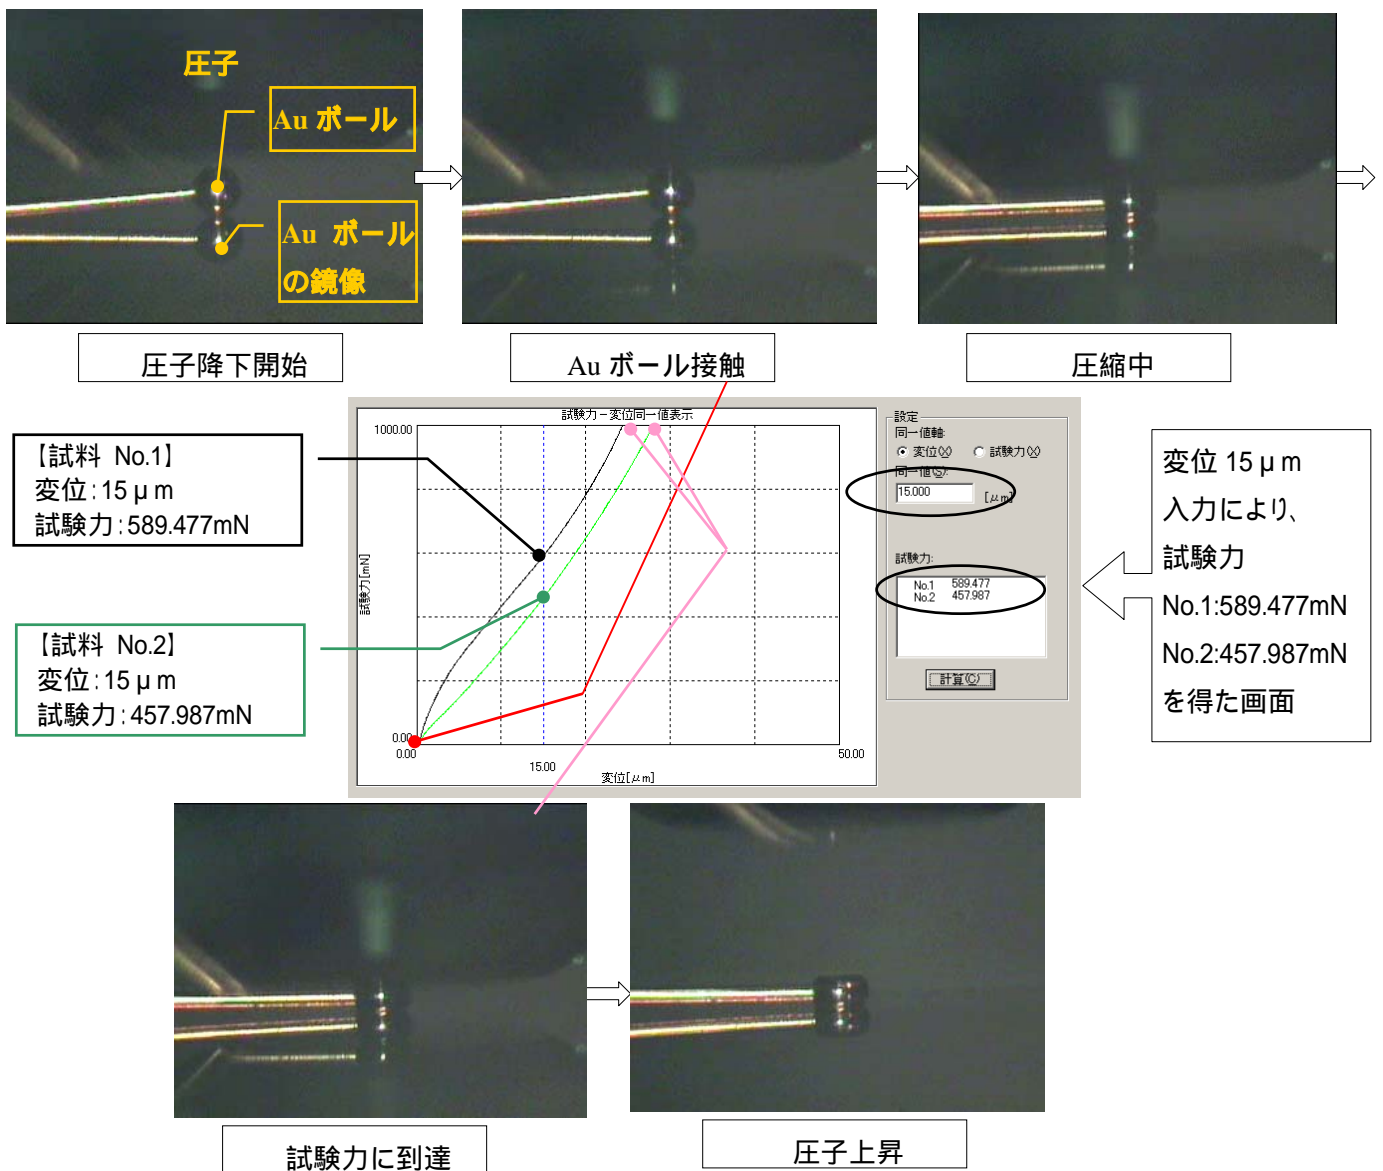 圧子
Au ボール
Au ボール
の鏡像
圧子降下開始
Au ボール接触
圧縮中
【試料 No.1】
変位:15μm
試験力:589.477mN
【試料 No.2】
変位:15μm
試験力:457.987mN
試験力-変位同一値表示
1000.00
試験力[mN]
0.00
0.00
15.00
50.00
変位[μm]
設定
同一値軸:
変位(X)
試験力(X)
同一値(S):
15.000
[μm]
試験力:
No.1 589.477
No.2 457.987
計算(C)
変位 15μm
入力により、
試験力
No.1:589.477mN
No.2:457.987mN
を得た画面
試験力に到達
圧子上昇